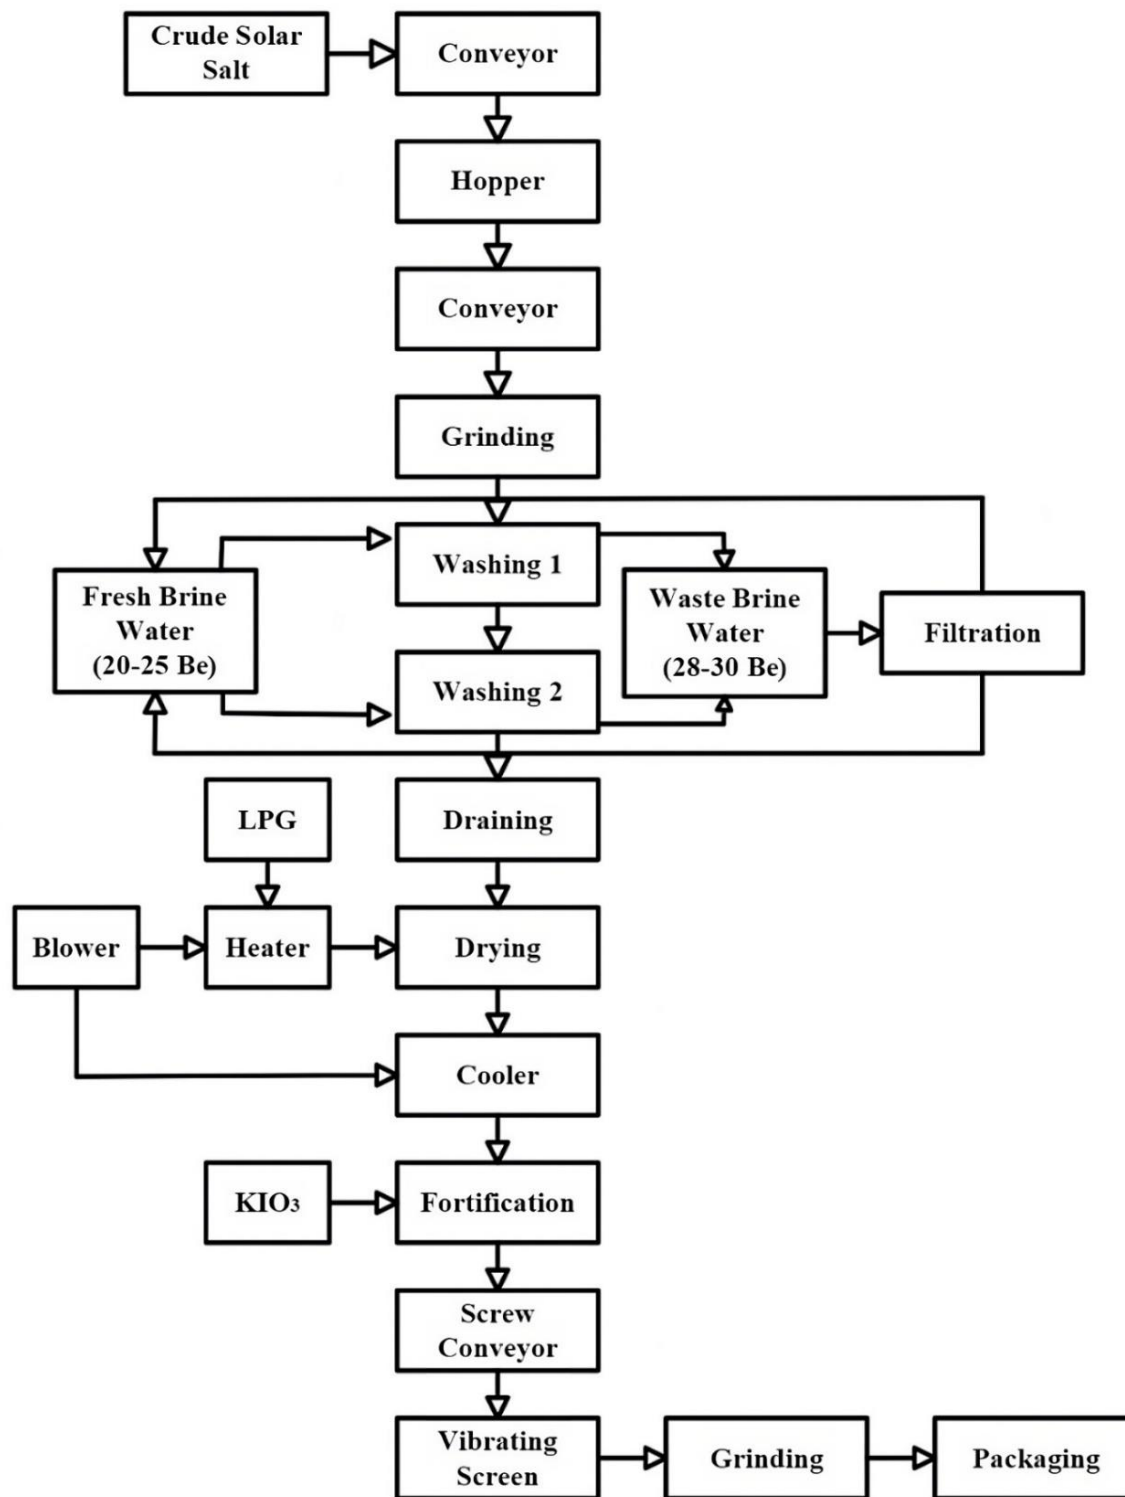 Crude Solar
Salt
Conveyor
Hopper
Conveyor
Grinding
Washing 1
Fresh Brine
Water
(20-25 Be)
Waste Brine
Water
(28-30 Be)
Filtration
Washing 2
LPG
Draining
Blower
Heater
Drying
Cooler
KIO₃
Fortification
Screw
Conveyor
Vibrating
Screen
Grinding
Packaging